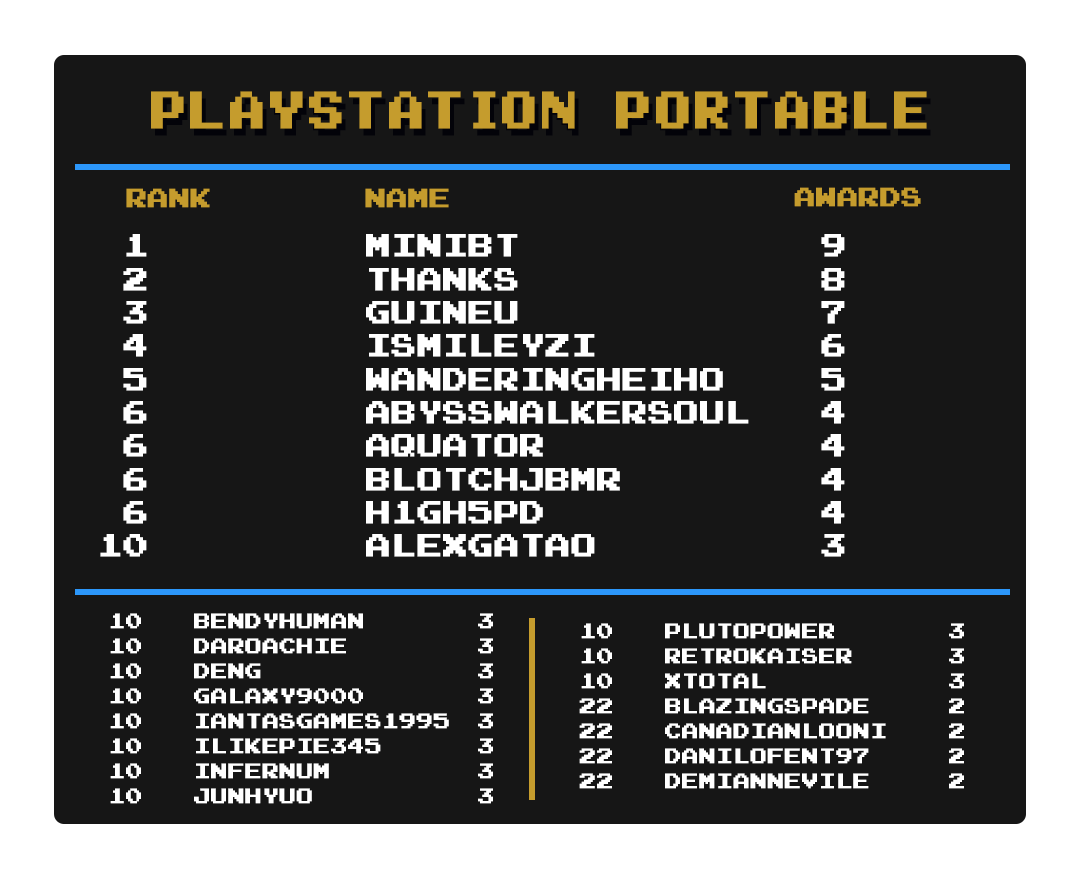 PLAYSTATION PORTABLE
RANK NAME AWARDS
1 MINIBT 9
2 THANKS 8
3 GUINEU 7
4 ISMILEYZI 6
5 WANDERINGHEIHO 5
6 ABYSSWALKERSOUL 4
6 AQUATOR 4
6 BLOTCHJBMR 4
6 H1GH5PD 4
10 ALEXGATAO 3
10 BENDYHUMAN 3
10 DAROACHIE 3
10 DENG 3
10 GALAXY9000 3
10 IANTASGAMES1995 3
10 ILIKEPIE345 3
10 INFERNUM 3
10 JUNHYUO 3
10 PLUTOPOWER 3
10 RETROKAISER 3
10 XTOTAL 3
22 BLAZINGSPADE 2
22 CANADIANLOONI 2
22 DANILOFENT97 2
22 DEMIANNEVILE 2